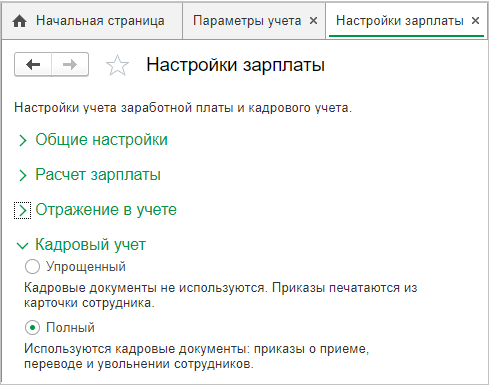 Начальная страница
Параметры учета ×
Настройки зарплаты ×
Настройки зарплаты
Настройки учета заработной платы и кадрового учета.
Общие настройки
Расчет зарплаты
Отражение в учете
Кадровый учет
Упрощенный
Кадровые документы не используются. Приказы печатаются из
карточки сотрудника.
Полный
Используются кадровые документы: приказы о приеме,
переводе и увольнении сотрудников.